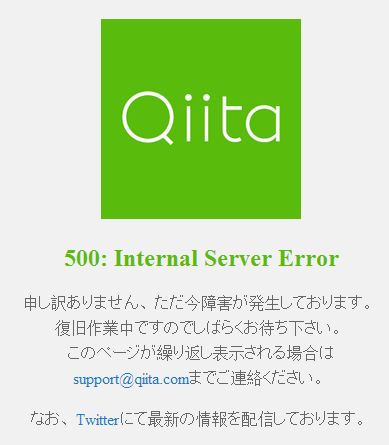 Qiita
500: Internal Server Error
申し訳ありません、ただ今障害が発生しております。
復旧作業中ですのでしばらくお待ち下さい。
このページが繰り返し表示される場合は
support@qiita.comまでご連絡ください。
なお、Twitterにて最新の情報を配信しております。